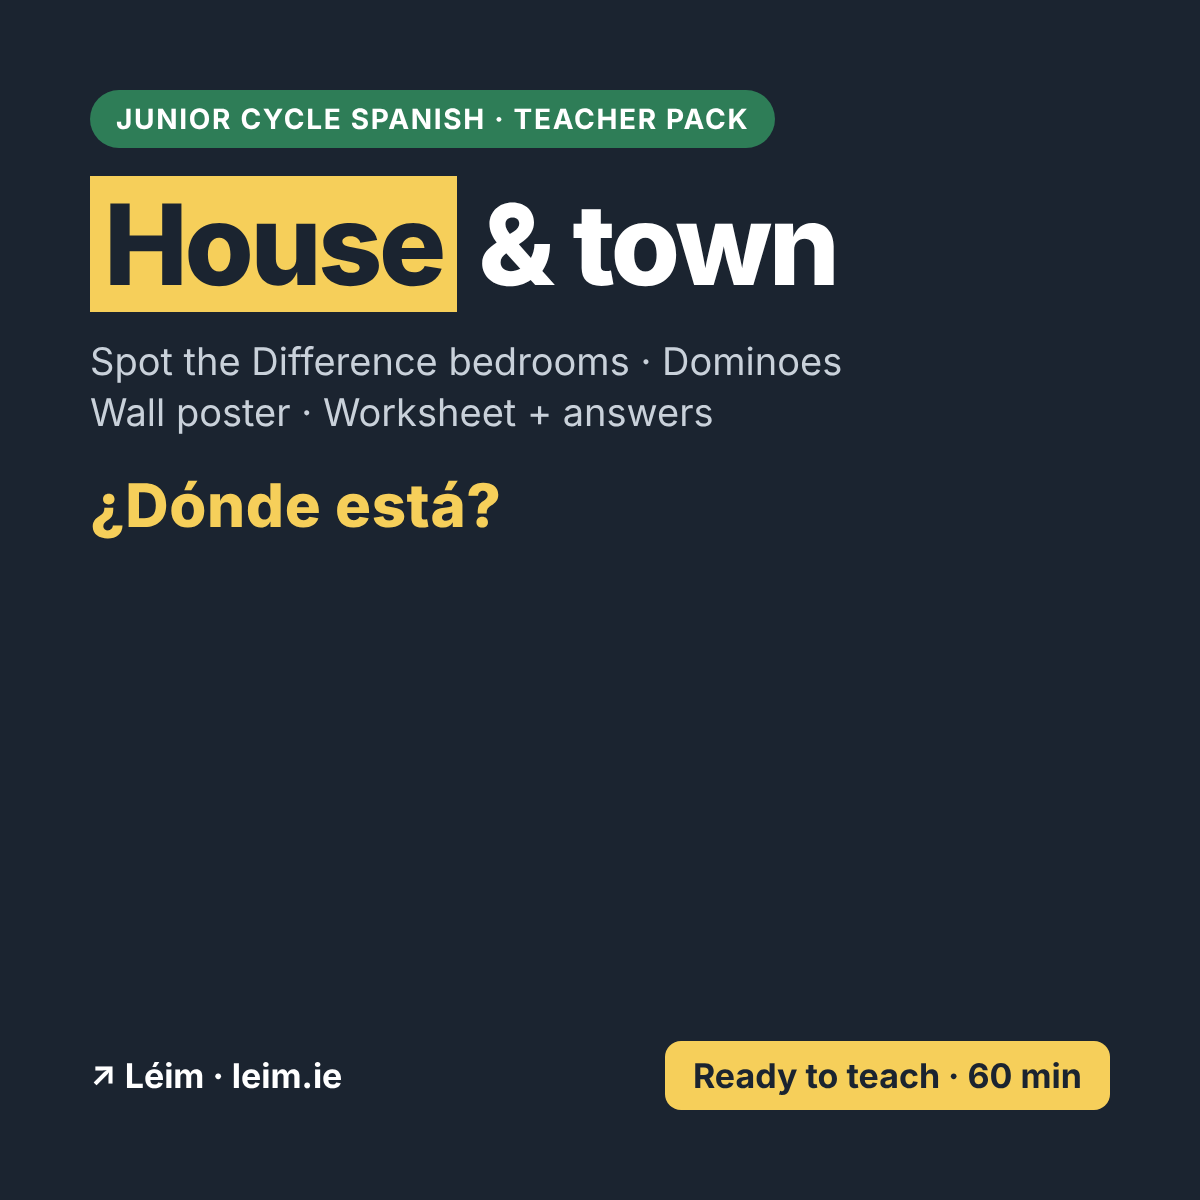 JUNIOR CYCLE SPANISH · TEACHER PACK
House & town
Spot the Difference bedrooms · Dominoes
Wall poster · Worksheet + answers
¿Dónde está?
↗ Léim · leim.ie
Ready to teach · 60 min